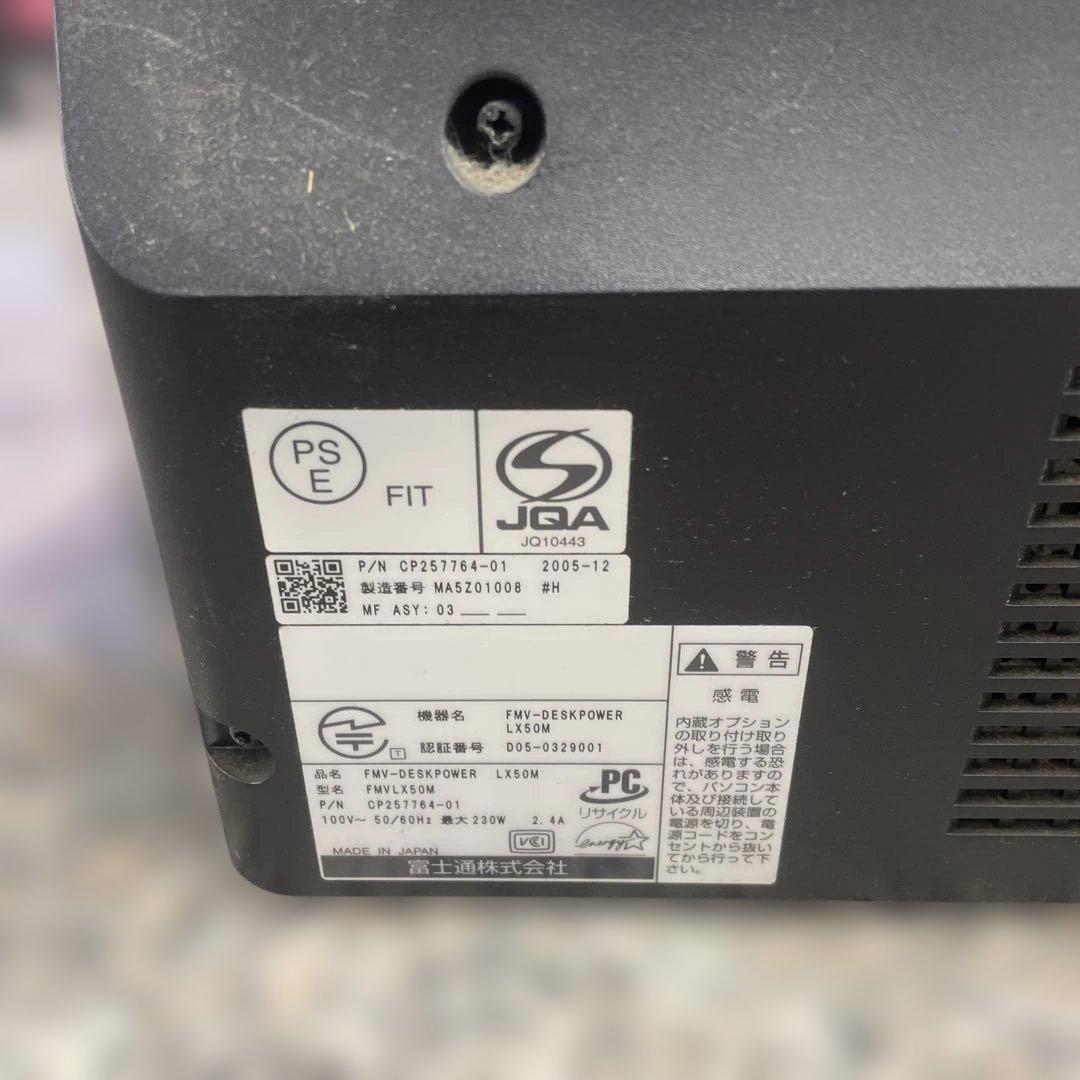 PS
E
FIT
JQA
JQ10443
P/N CP257764-01 2005-12
製造番号 MA5Z01008 #H
MF ASY: 03
機器名 FMV-DESKPOWER
LX50M
認証番号 D05-0329001
T
品名 FMV-DESKPOWER LX50M
型名 FMVLX50M
P/N CP257764-01
100V~ 50/60Hz 最大230W 2.4A
PC
リサイクル
MADE IN JAPAN
VCI
energy
富士通株式会社
警告
感電
内蔵オプション
の取り付け取り
外しを行う場合
は、感電する恐
れがありますの
で、パソコン本
体及び接続して
いる周辺装置の
電源を切り、電
源コードをコン
セントから抜い
てから行って下
さい。